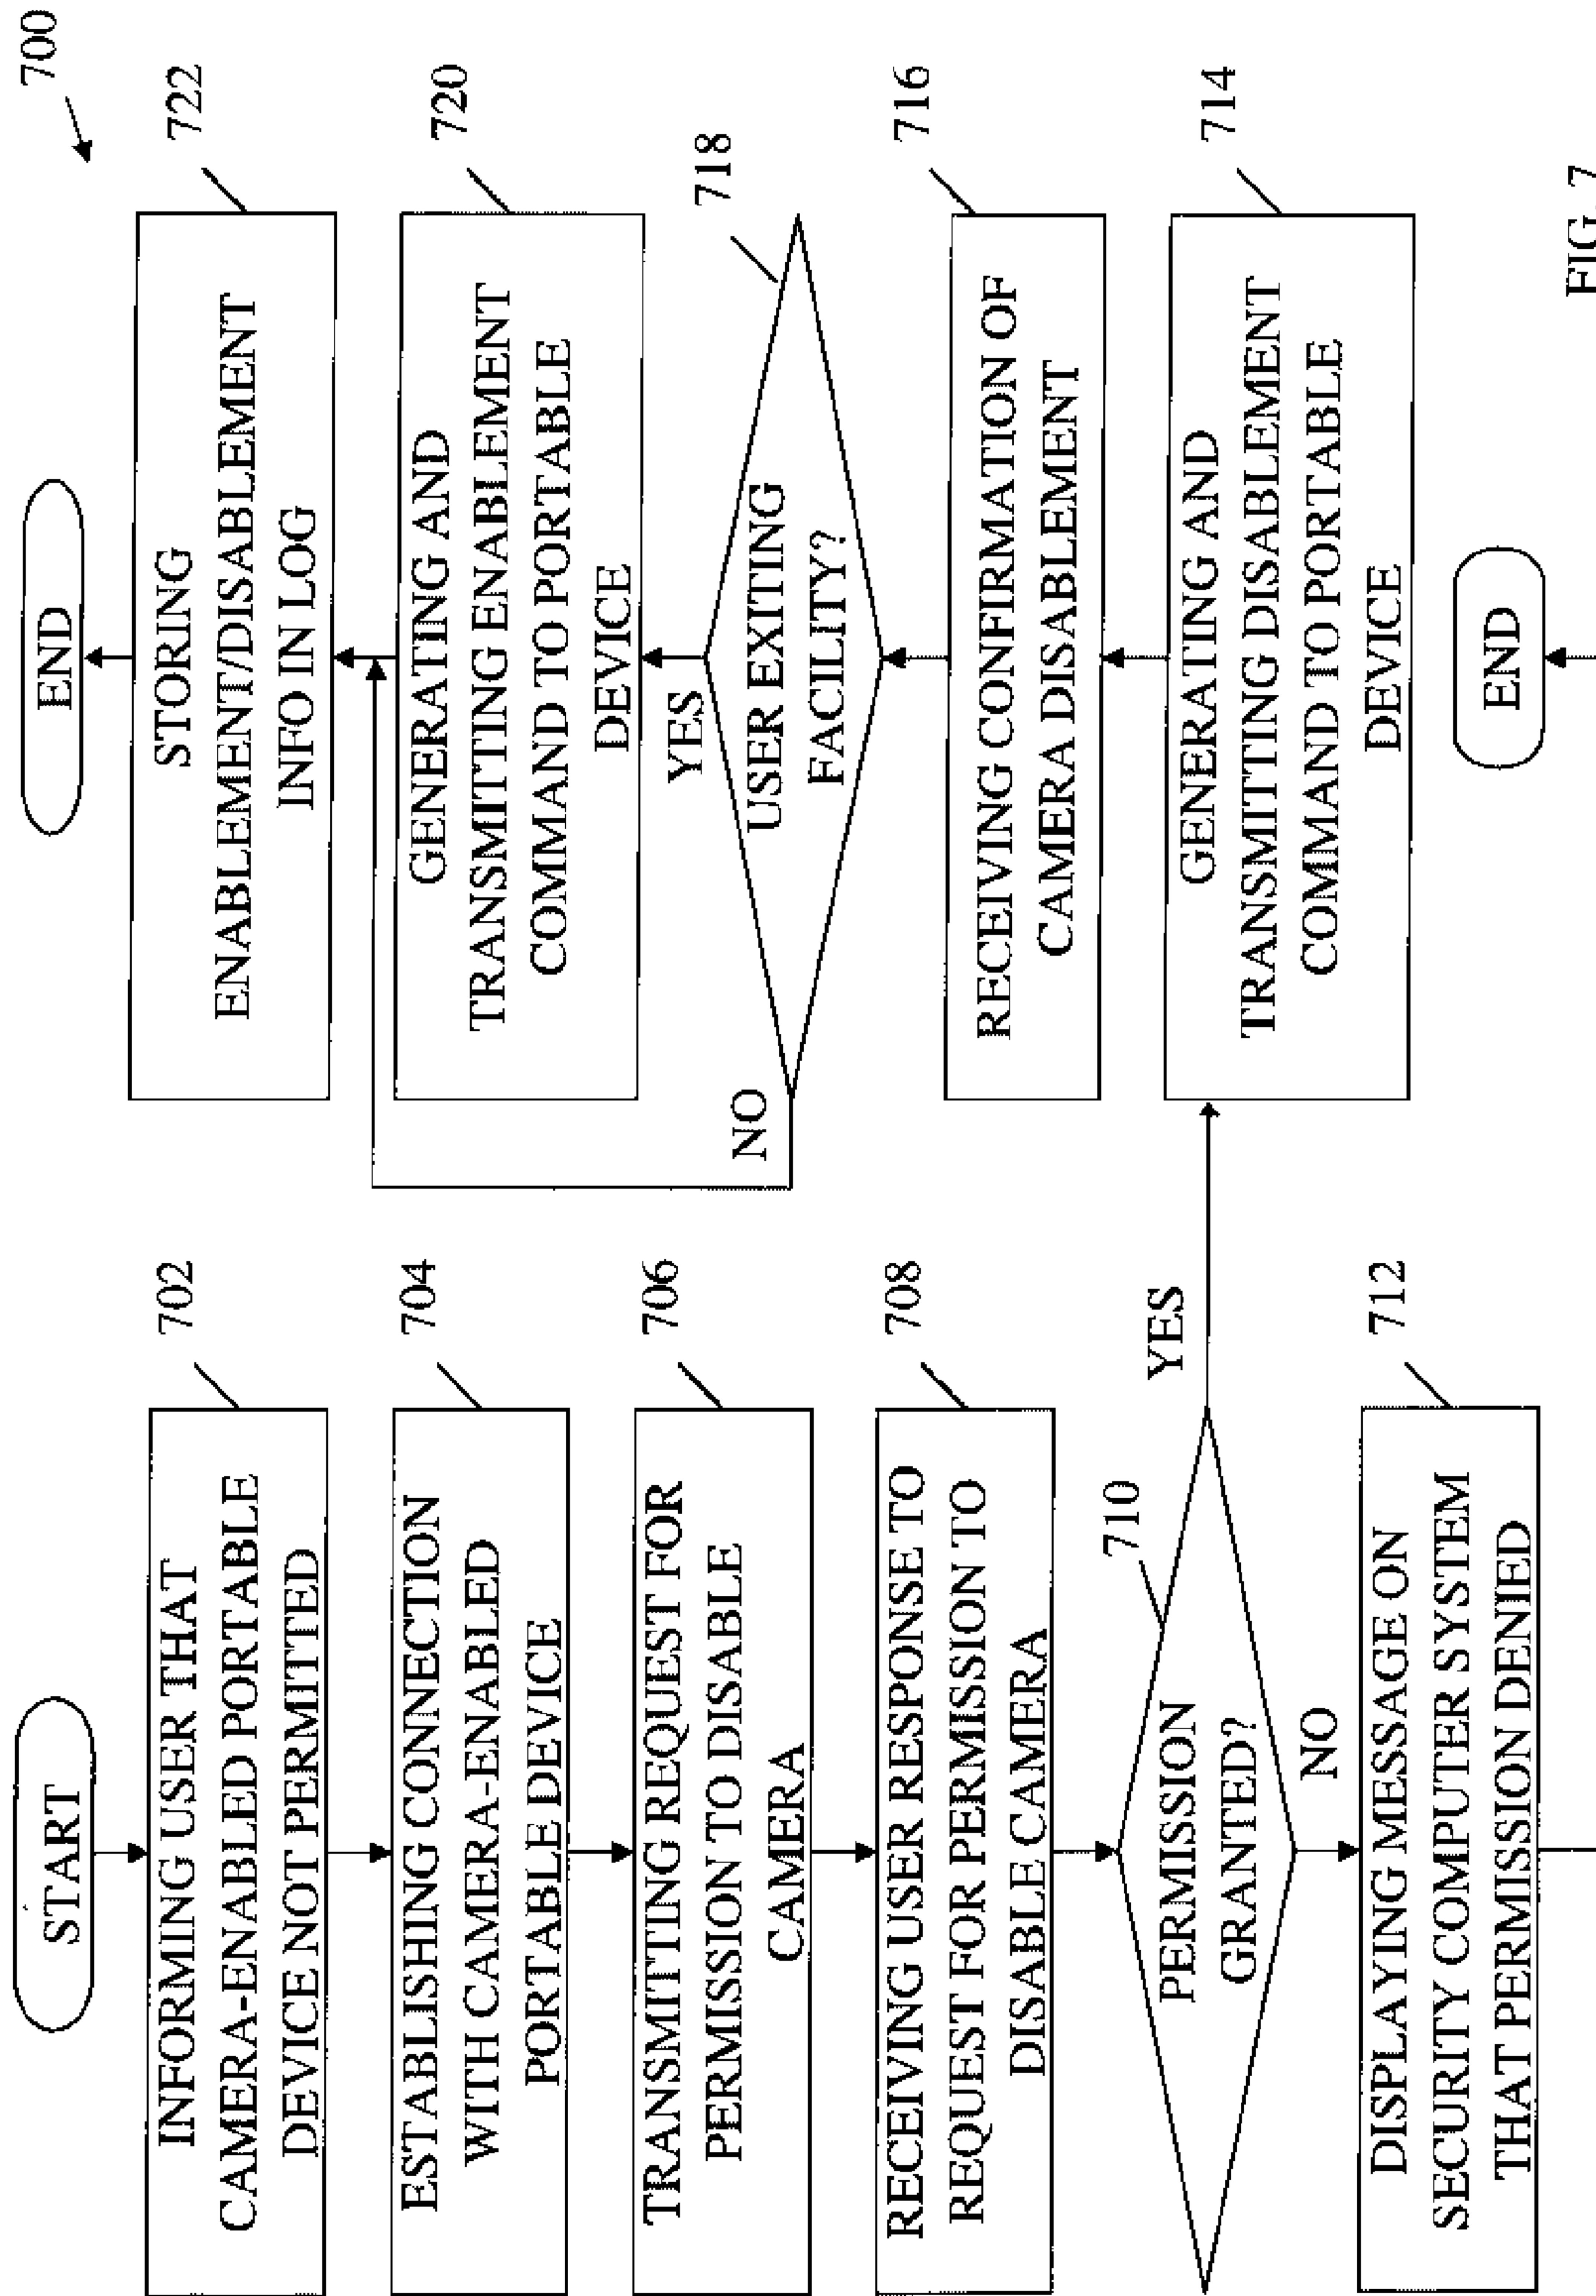 700
START
INFORMING USER THAT
CAMERA-ENABLED PORTABLE
DEVICE NOT PERMITTED
702
ESTABLISHING CONNECTION
WITH CAMERA-ENABLED
PORTABLE DEVICE
704
TRANSMITTING REQUEST FOR
PERMISSION TO DISABLE
CAMERA
706
RECEIVING USER RESPONSE TO
REQUEST FOR PERMISSION TO
DISABLE CAMERA
708
PERMISSION
GRANTED?
710
YES
NO
DISPLAYING MESSAGE ON
SECURITY COMPUTER SYSTEM
THAT PERMISSION DENIED
712
END
GENERATING AND
TRANSMITTING DISABLEMENT
COMMAND TO PORTABLE
DEVICE
714
RECEIVING CONFIRMATION OF
CAMERA DISABLEMENT
716
USER EXITING
FACILITY?
718
NO
YES
GENERATING AND
TRANSMITTING ENABLEMENT
COMMAND TO PORTABLE
DEVICE
720
STORING
ENABLEMENT/DISABLEMENT
INFO IN LOG
722
END
FIG. 7